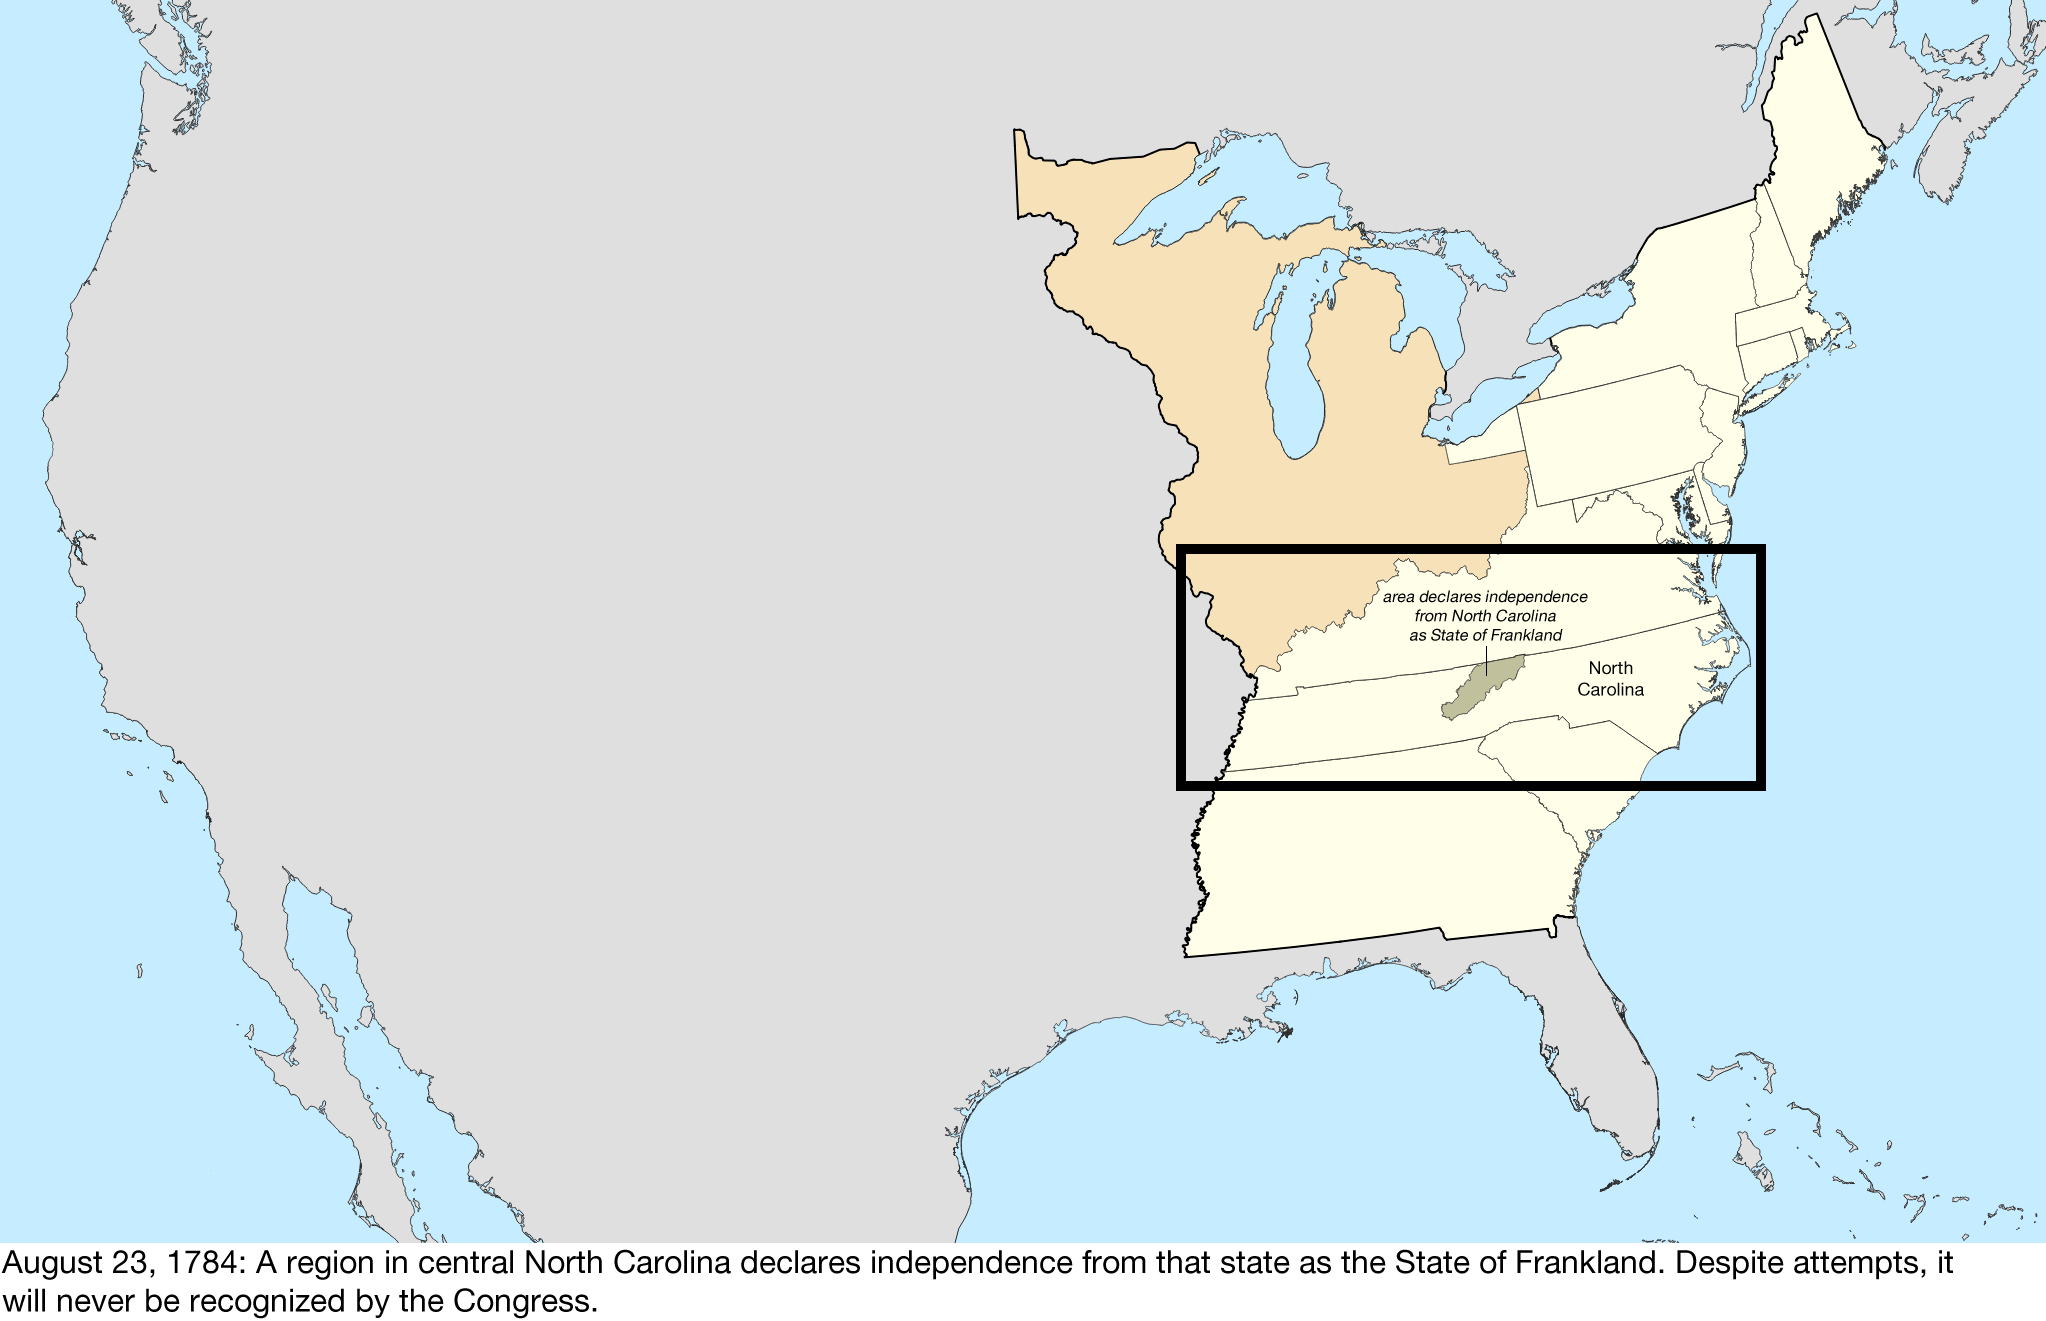 area declares independence
from North Carolina
as State of Frankland
North
Carolina
August 23, 1784: A region in central North Carolina declares independence from that state as the State of Frankland. Despite attempts, it
will never be recognized by the Congress.